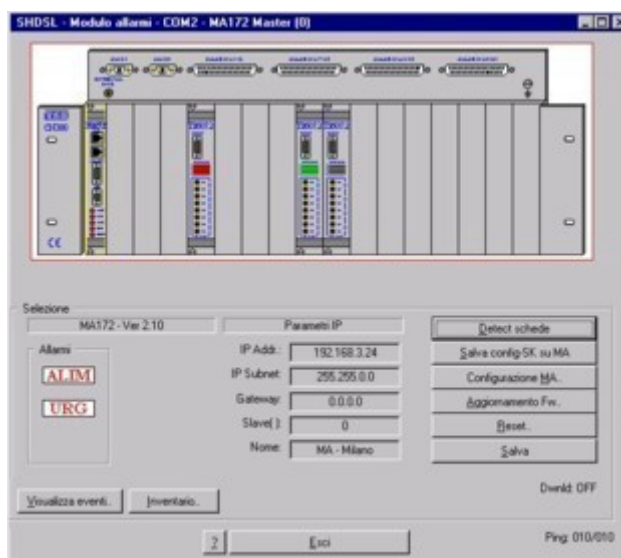 SHDSL - Modulo allarmi - COM2 - MA172 Master (0)
CE
Selezione
MA172 - Ver 2.10
Parametri IP
Allarmi
ALIM
URG
IP Addr.: 192.168.3.24
IP Subnet: 255.255.0.0
Gateway: 0.0.0.0
Slave( ): 0
Nome: MA - Milano
Detect schede
Salva config-SK su MA
Configurazione MA..
Aggiornamento Fw..
Reset..
Salva
Visualizza eventi..
Inventario..
Dwnld: OFF
?
Esci
Ping: 010/010